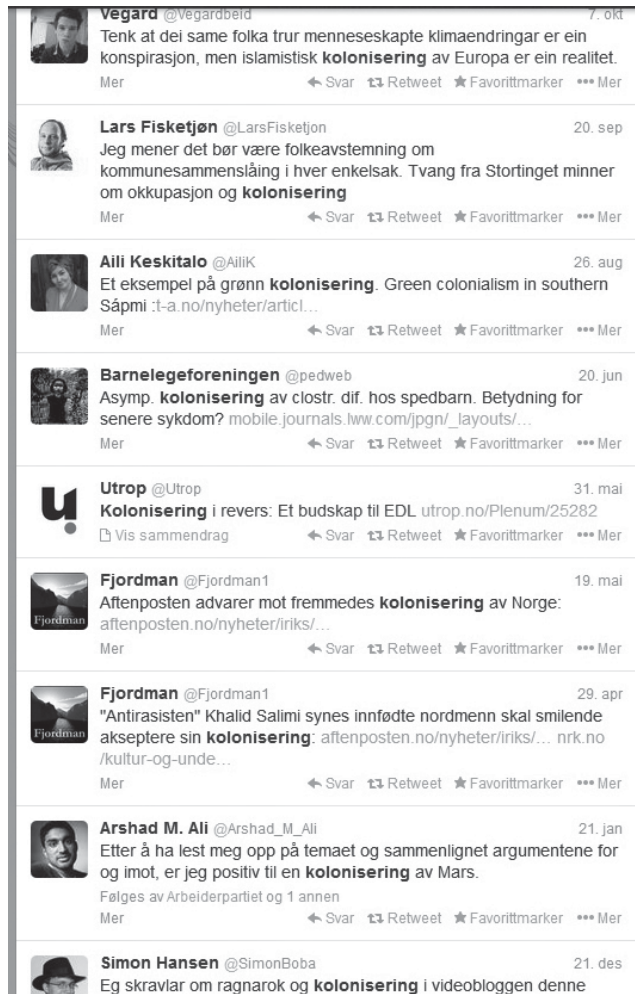 Vegard @Vegardbeid 7. okt
Tenk at dei same folka trur menneseskapte klimaendringar er ein
konspirasjon, men islamistisk kolonisering av Europa er ein realitet.
Mer Svar Retweet Favorittmarker Mer
Lars Fisketjøn @LarsFisketjon 20. sep
Jeg mener det bør være folkeavstemning om
kommunesammenslåing i hver enkelsak. Tvang fra Stortinget minner
om okkupasjon og kolonisering
Mer Svar Retweet Favorittmarker Mer
Aili Keskitalo @AiliK 26. aug
Et eksempel på grønn kolonisering. Green colonialism in southern
Sápmi :t-a.no/nyheter/articl…
Mer Svar Retweet Favorittmarker Mer
Barnelegeforeningen @pedweb 20. jun
Asymp. kolonisering av clostr. dif. hos spedbarn. Betydning for
senere sykdom? mobile.journals.lww.com/jpgn/_layouts/…
Mer Svar Retweet Favorittmarker Mer
Utrop @Utrop 31. mai
Kolonisering i revers: Et budskap til EDL utrop.no/Plenum/25282
Vis sammendrag Svar Retweet Favorittmarker Mer
Fjordman @Fjordman1 19. mai
Aftenposten advarer mot fremmedes kolonisering av Norge:
aftenposten.no/nyheter/iriks/…
Fjordman
Mer Svar Retweet Favorittmarker Mer
Fjordman @Fjordman1 29. apr
"Antirasisten" Khalid Salimi synes innfødte nordmenn skal smilende
akseptere sin kolonisering: aftenposten.no/nyheter/iriks/… nrk.no
/kultur-og-unde…
Fjordman
Mer Svar Retweet Favorittmarker Mer
Arshad M. Ali @Arshad_M_Ali 21. jan
Etter å ha lest meg opp på temaet og sammenlignet argumentene for
og imot, er jeg positiv til en kolonisering av Mars.
Følges av Arbeiderpartiet og 1 annen
Mer Svar Retweet Favorittmarker Mer
Simon Hansen @SimonBoba 21. des
Eg skravlar om ragnarok og kolonisering i videobloggen denne